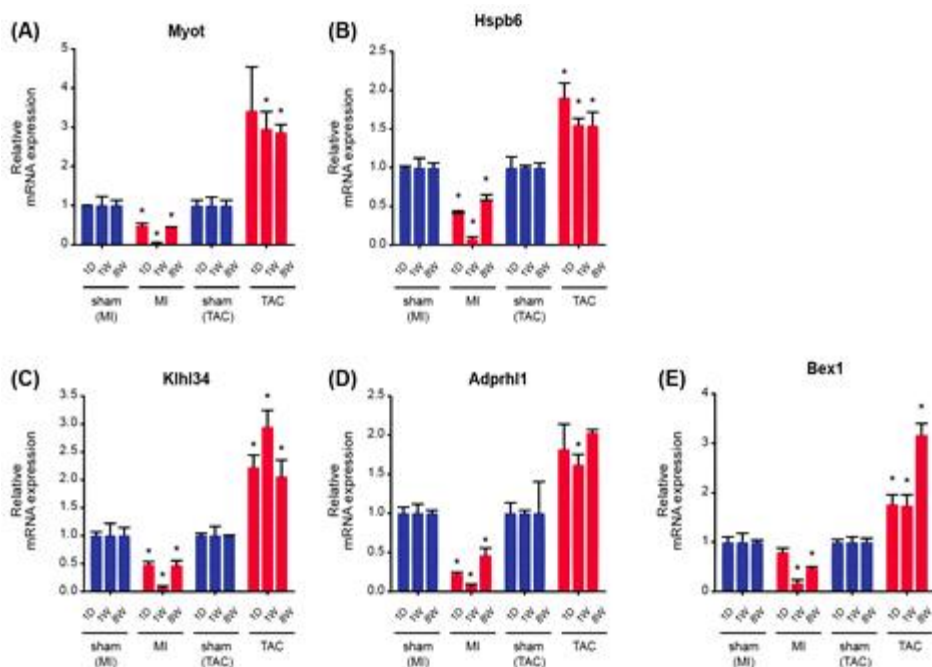 (A) Myot
Relative
mRNA expression
5
4
3
2
1
0
* * * * *
1D 1W 8W 1D 1W 8W 1D 1W 8W 1D 1W 8W
sham
(MI)
MI
sham
(TAC)
TAC
(B) Hspb6
Relative
mRNA expression
2.5
2.0
1.5
1.0
0.5
0.0
* * * * * *
1D 1W 8W 1D 1W 8W 1D 1W 8W 1D 1W 8W
sham
(MI)
MI
sham
(TAC)
TAC
(C) Klhl34
Relative
mRNA expression
3.5
3.0
2.5
2.0
1.5
1.0
0.5
0.0
* * * * * *
1D 1W 8W 1D 1W 8W 1D 1W 8W 1D 1W 8W
sham
(MI)
MI
sham
(TAC)
TAC
(D) Adprhl1
Relative
mRNA expression
2.5
2.0
1.5
1.0
0.5
0.0
* * * *
1D 1W 8W 1D 1W 8W 1D 1W 8W 1D 1W 8W
sham
(MI)
MI
sham
(TAC)
TAC
(E) Bex1
Relative
mRNA expression
4
3
2
1
0
* * * * *
1D 1W 8W 1D 1W 8W 1D 1W 8W 1D 1W 8W
sham
(MI)
MI
sham
(TAC)
TAC